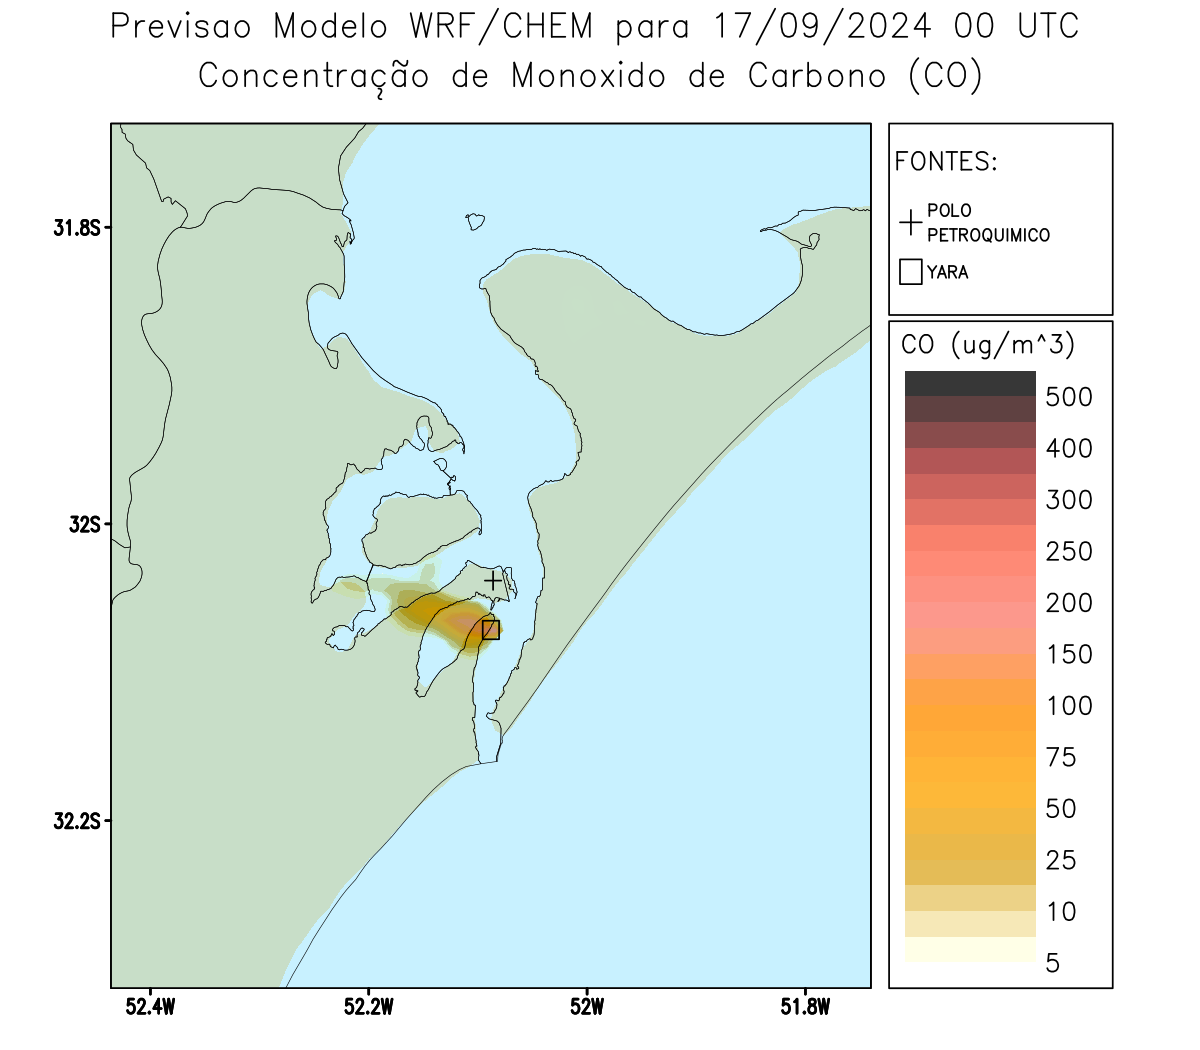 Previsao Modelo WRF/CHEM para 17/09/2024 00 UTC
Concentração de Monoxido de Carbono (CO)
FONTES:
POLO
PETROQUIMICO
YARA
CO (ug/m^3)
500
400
300
250
200
150
100
75
50
25
10
5
31.8S
32S
32.2S
52.4W
52.2W
52W
51.8W